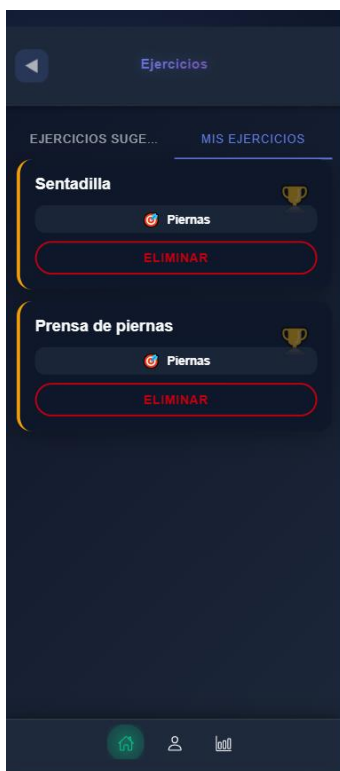 Ejercicios
EJERCICIOS SUGE... MIS EJERCICIOS
Sentadilla
Piernas
ELIMINAR
Prensa de piernas
Piernas
ELIMINAR